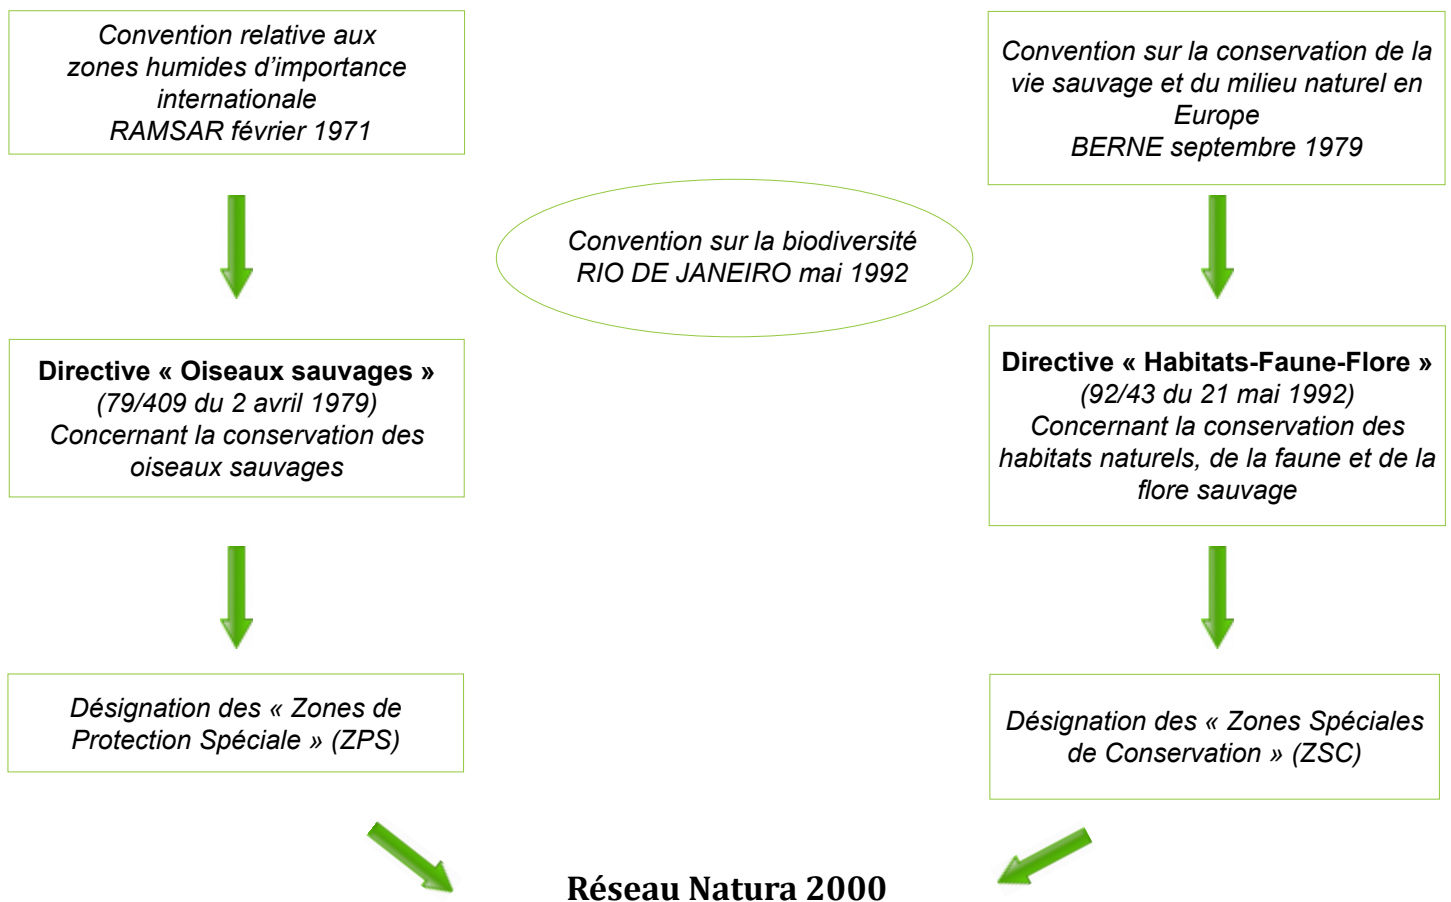 Convention relative aux
zones humides d’importance
internationale
RAMSAR février 1971
Convention sur la conservation de la
vie sauvage et du milieu naturel en
Europe
BERNE septembre 1979
Convention sur la biodiversité
RIO DE JANEIRO mai 1992
Directive « Oiseaux sauvages »
(79/409 du 2 avril 1979)
Concernant la conservation des
oiseaux sauvages
Directive « Habitats-Faune-Flore »
(92/43 du 21 mai 1992)
Concernant la conservation des
habitats naturels, de la faune et de la
flore sauvage
Désignation des « Zones de
Protection Spéciale » (ZPS)
Désignation des « Zones Spéciales
de Conservation » (ZSC)
Réseau Natura 2000